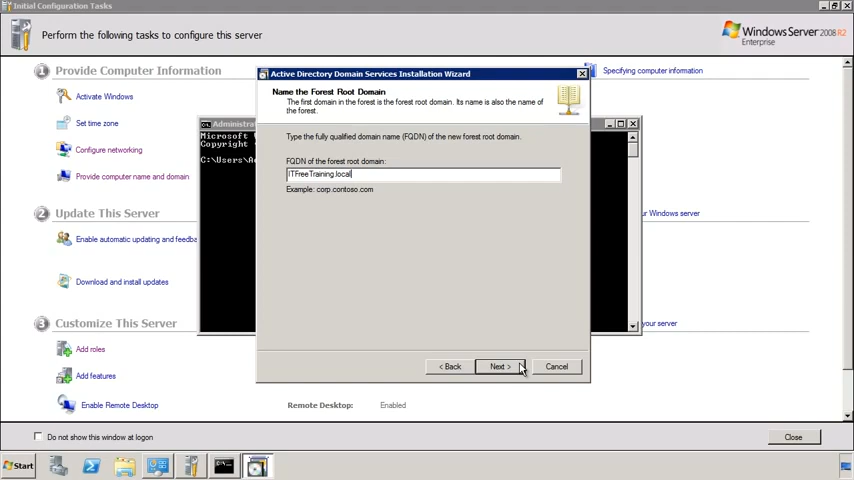 Initial Configuration Tasks
Perform the following tasks to configure this server
Windows Server 2008 R2
Enterprise
1 Provide Computer Information
Specifying computer information
Activate Windows
Set time zone
Configure networking
Provide computer name and domain
2 Update This Server
Windows server
Enable automatic updating and feedba
Download and install updates
3 Customize This Server
your server
Add roles
Add features
Enable Remote Desktop
Remote Desktop:
Enabled
Do not show this window at logon
Close
Administra
Microsoft
Copyright
C:\Users\A
Active Directory Domain Services Installation Wizard
Name the Forest Root Domain
The first domain in the forest is the forest root domain. Its name is also the name of
the forest.
Type the fully qualified domain name (FQDN) of the new forest root domain.
FQDN of the forest root domain:
ITFreeTraining.local
Example: corp.contoso.com
< Back
Next >
Cancel
Start